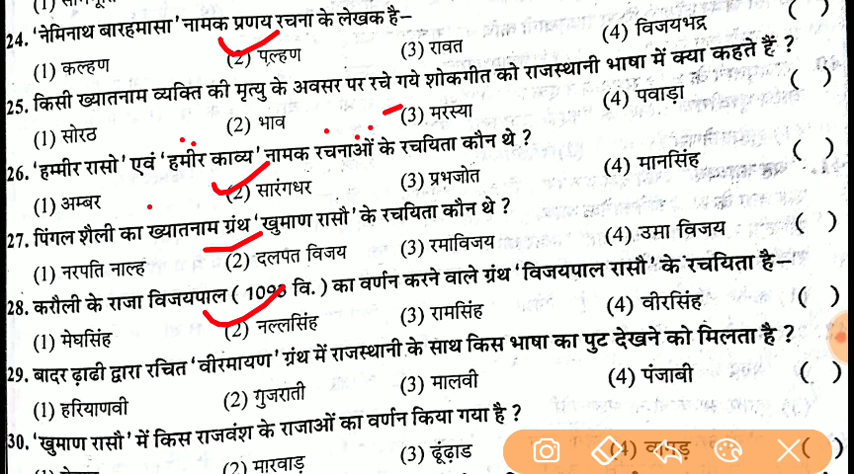 24. 'नेमिनाथ बारहमासा' नामक प्रणय रचना के लेखक है–
(1) कल्हण (2) पल्हण (3) रावत (4) विजयभद्र ( )
25. किसी ख्यातनाम व्यक्ति की मृत्यु के अवसर पर रचे गये शोकगीत को राजस्थानी भाषा में क्या कहते हैं ?
(1) सोरठ (2) भाव (3) मरस्या (4) पवाड़ा ( )
26. 'हम्मीर रासो' एवं 'हमीर काव्य' नामक रचनाओं के रचयिता कौन थे ?
(1) अम्बर (2) सारंगधर (3) प्रभजोत (4) मानसिंह ( )
27. पिंगल शैली का ख्यातनाम ग्रंथ 'खुमाण रासौ' के रचयिता कौन थे ?
(1) नरपति नाल्ह (2) दलपत विजय (3) रमाविजय (4) उमा विजय ( )
28. करौली के राजा विजयपाल ( 1093 वि. ) का वर्णन करने वाले ग्रंथ 'विजयपाल रासौ' के रचयिता है–
(1) मेघसिंह (2) नल्लसिंह (3) रामसिंह (4) वीरसिंह ( )
29. बादर ढ़ाढी द्वारा रचित 'वीरमायण' ग्रंथ में राजस्थानी के साथ किस भाषा का पुट देखने को मिलता है ?
(1) हरियाणवी (2) गुजराती (3) मालवी (4) पंजाबी ( )
30. 'खुमाण रासौ' में किस राजवंश के राजाओं का वर्णन किया गया है ?
(2) मारवाड़ (3) ढूंढ़ाड (4) वागड़ ( )